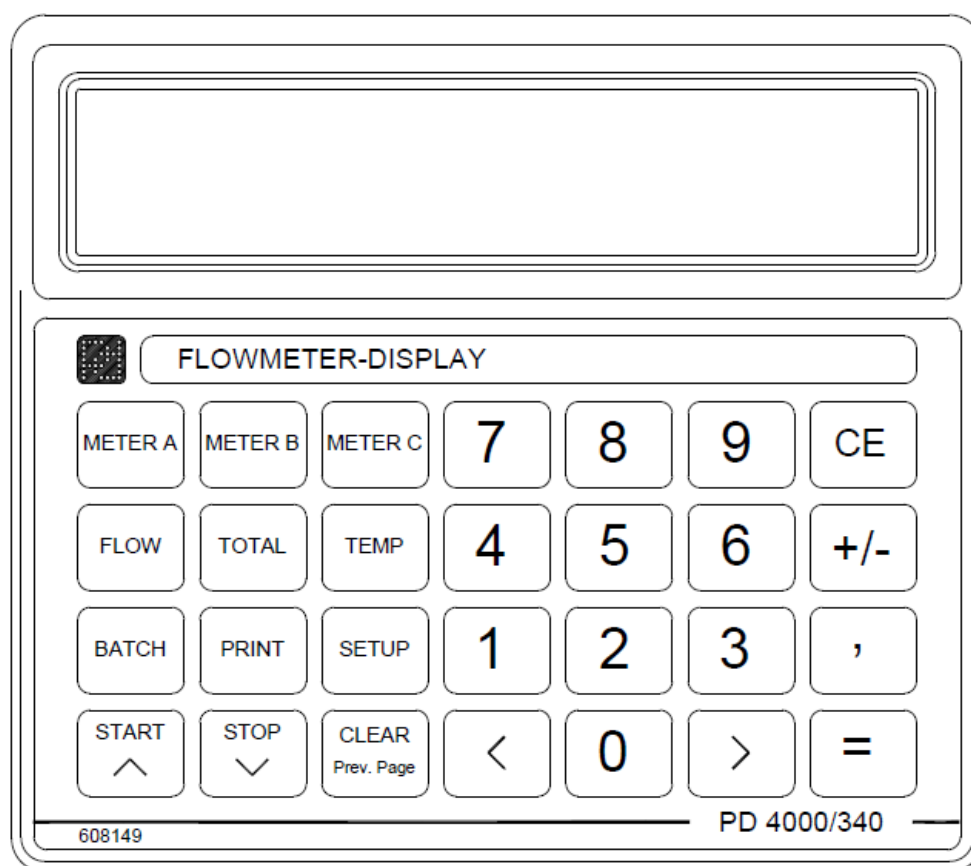 FLOWMETER-DISPLAY
METER A METER B METER C 7 8 9 CE
FLOW TOTAL TEMP 4 5 6 +/-
BATCH PRINT SETUP 1 2 3 ,
START STOP CLEAR < 0 > =
Prev. Page
PD 4000/340
608149